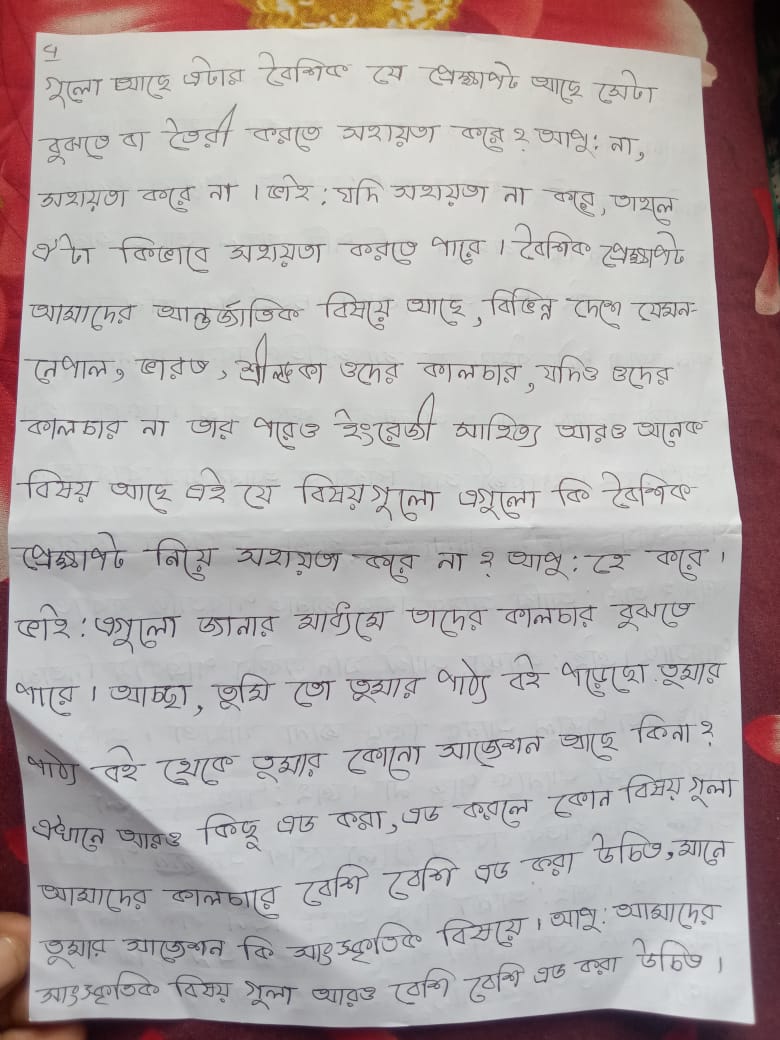 ৭
গুলো আছে এটার বৈশিক যে প্রেক্ষাপট আছে সেটা
বুঝতে বা তৈরী করতে সহায়তা করে? আপু: না,
সহায়তা করে না । ভাই : যদি সহায়তা না করে, তাহলে
ঐটা কিভাবে সহায়তা করতে পারে । বৈশিক প্রেক্ষাপট
আমাদের আন্তর্জাতিক বিষয়ে আছে, বিভিন্ন দেশে যেমন-
নেপাল, ভারত, শ্রীলঙ্কা ওদের কালচার, যদিও ওদের
কালচার না তার পরেও ইংরেজী সাহিত্য আরও অনেক
বিষয় আছে এই যে বিষয়গুলো এগুলো কি বৈশিক
প্রেক্ষাপট নিয়ে সহায়তা করে না ? আপু : হে করে ।
ভাই : এগুলো জানার মাধ্যমে তাদের কালচার বুঝতে
পারে । আচ্ছা, তুমি তো তুমার পাঠ্য বই পড়েছো তুমার
পাঠ্য বই থেকে তুমার কোনো সাজেশন আছে কিনা ?
এখানে আরও কিছু এড করা, এড করলে কোন বিষয় গুলা
আমাদের কালচারে বেশি বেশি এড করা উচিত, মানে
তুমার সাজেশন কি সাংস্কৃতিক বিষয়ে । আপু : আমাদের
সাংস্কৃতিক বিষয় গুলা আরও বেশি বেশি এড করা উচিত ।